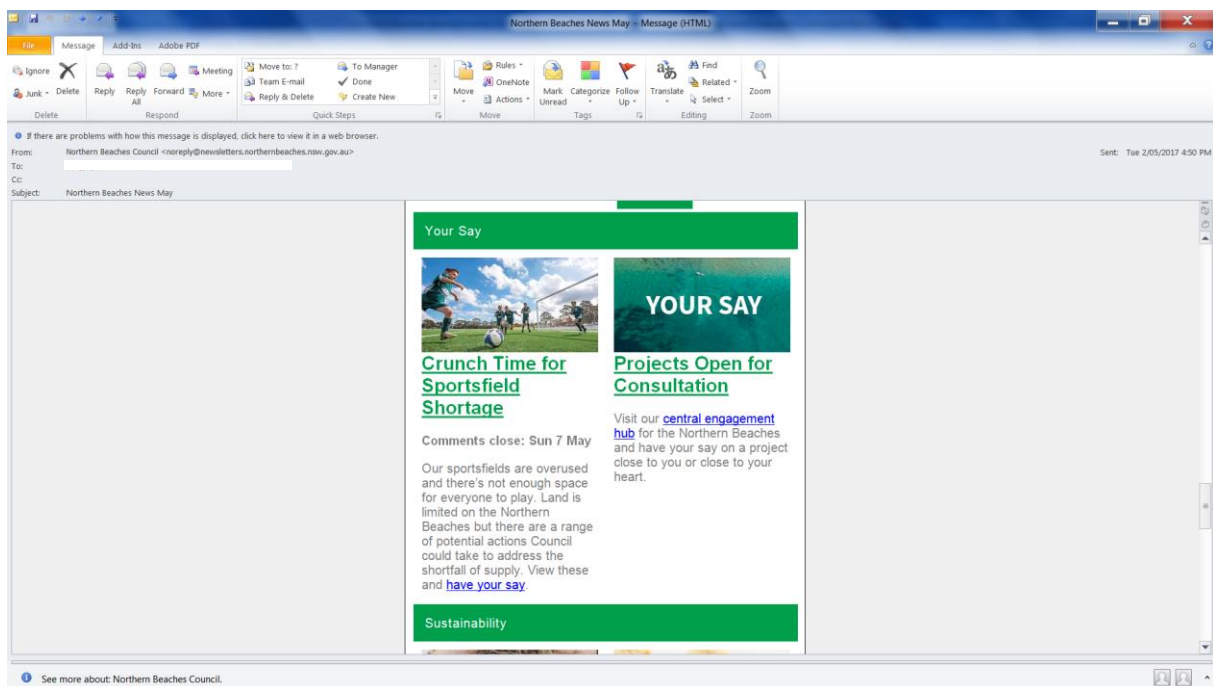 Northern Beaches News May - Message (HTML)
File Message Add-Ins Adobe PDF
Ignore
Junk
Delete
Reply
Reply All
Forward
Meeting
More
Move to: ?
Team E-mail
Reply & Delete
To Manager
Done
Create New
Move
Rules
OneNote
Actions
Mark Unread
Categorize
Follow Up
Translate
Find
Related
Select
Zoom
Delete Respond Quick Steps Move Tags Editing Zoom
If there are problems with how this message is displayed, click here to view it in a web browser.
From: Northern Beaches Council <noreply@newsletters.northernbeaches.nsw.gov.au>
Sent: Tue 2/05/2017 4:50 PM
To:
Cc:
Subject: Northern Beaches News May
Your Say
Crunch Time for
Sportsfield
Shortage
Comments close: Sun 7 May
Our sportsfields are overused
and there's not enough space
for everyone to play. Land is
limited on the Northern
Beaches but there are a range
of potential actions Council
could take to address the
shortfall of supply. View these
and have your say.
YOUR SAY
Projects Open for
Consultation
Visit our central engagement
hub for the Northern Beaches
and have your say on a project
close to you or close to your
heart.
Sustainability
See more about: Northern Beaches Council.